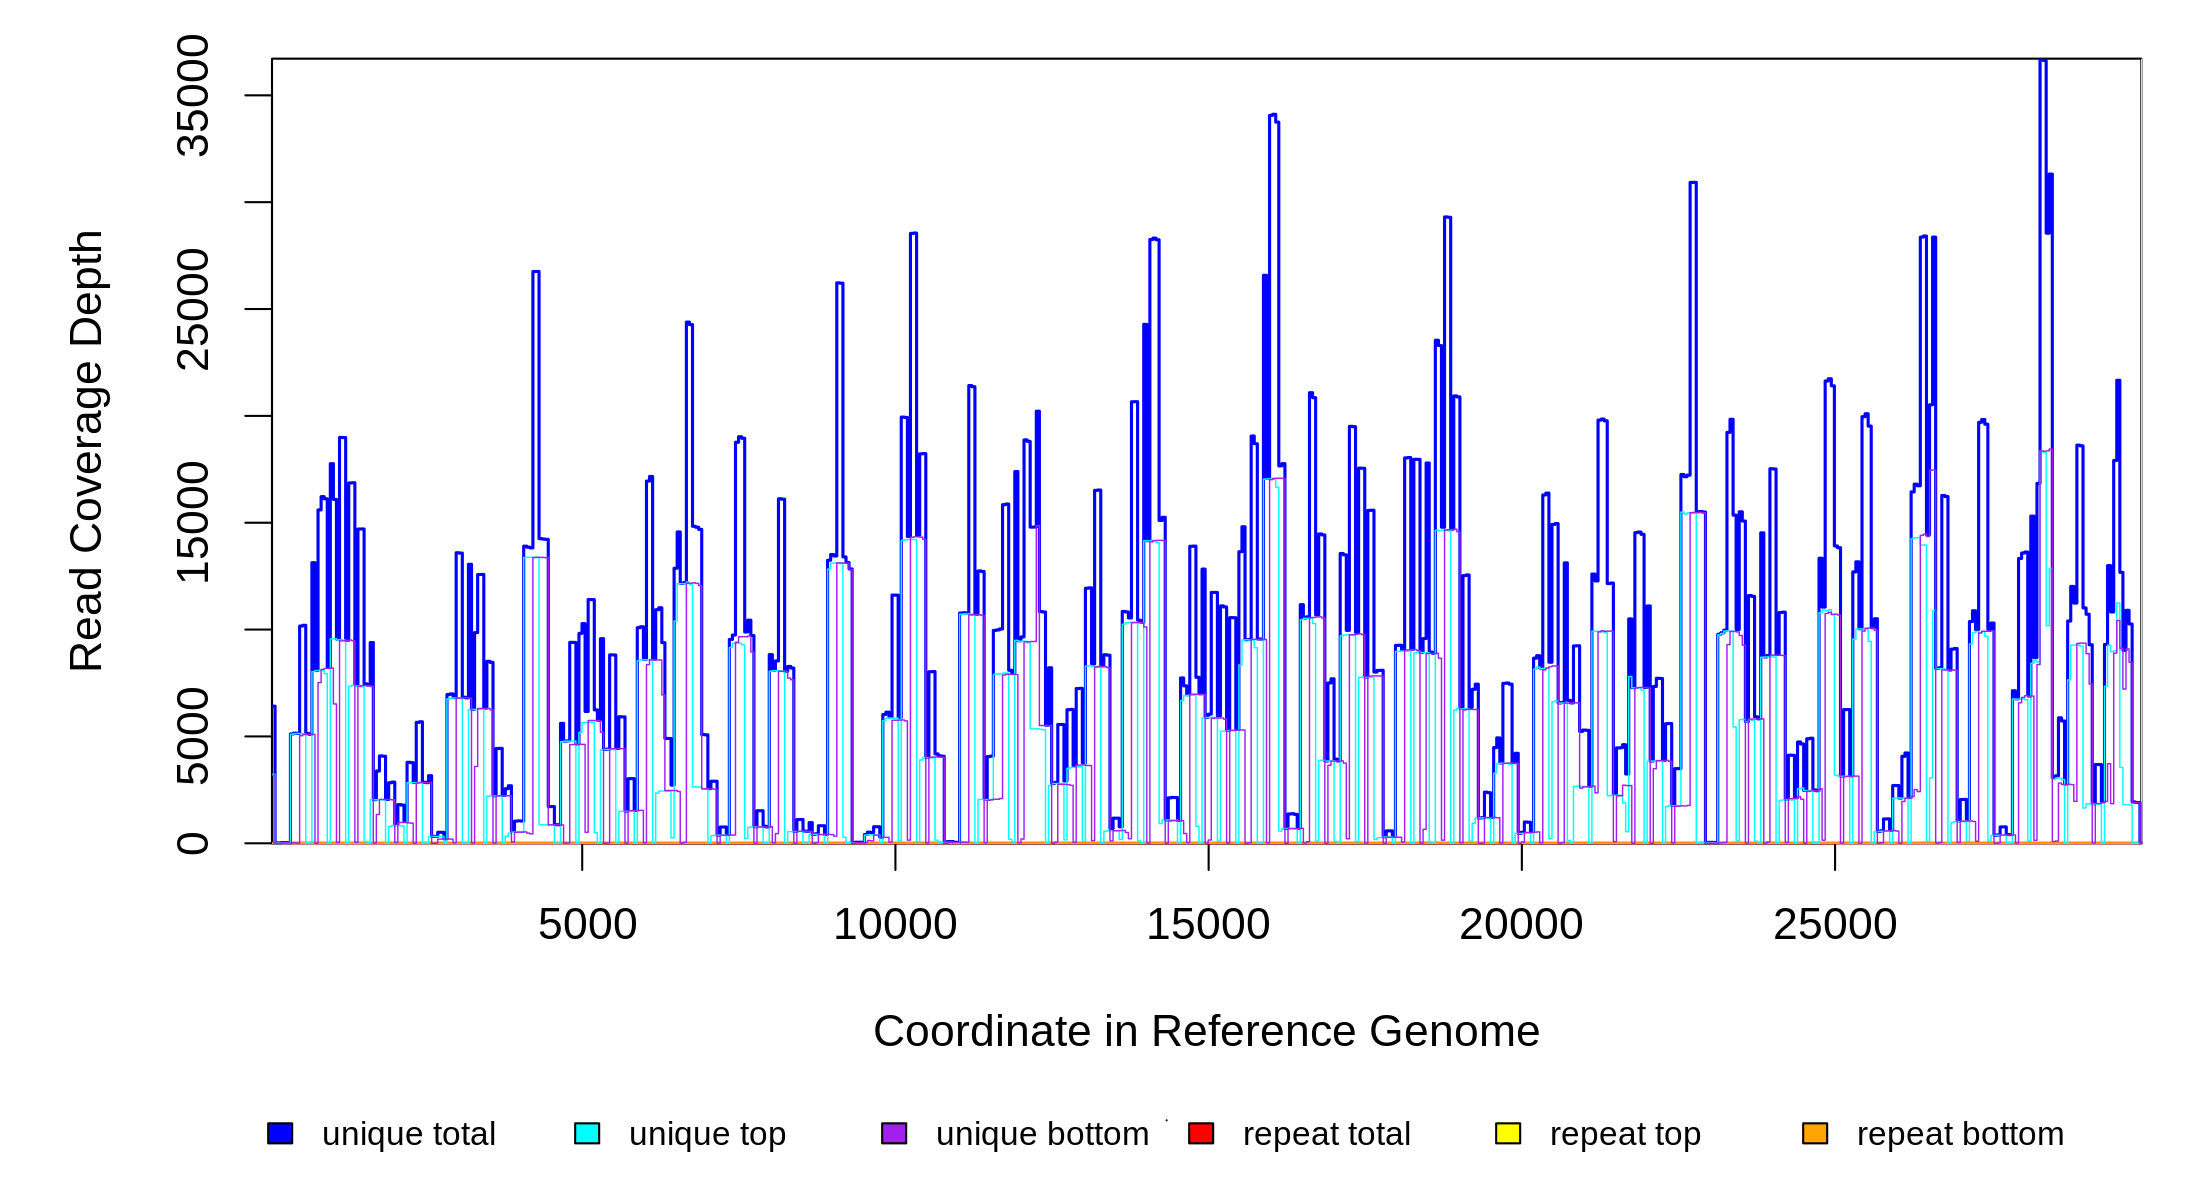 Read Coverage Depth
35000
25000
15000
5000
0
5000 10000 15000 20000 25000
Coordinate in Reference Genome
unique total unique top unique bottom repeat total repeat top repeat bottom